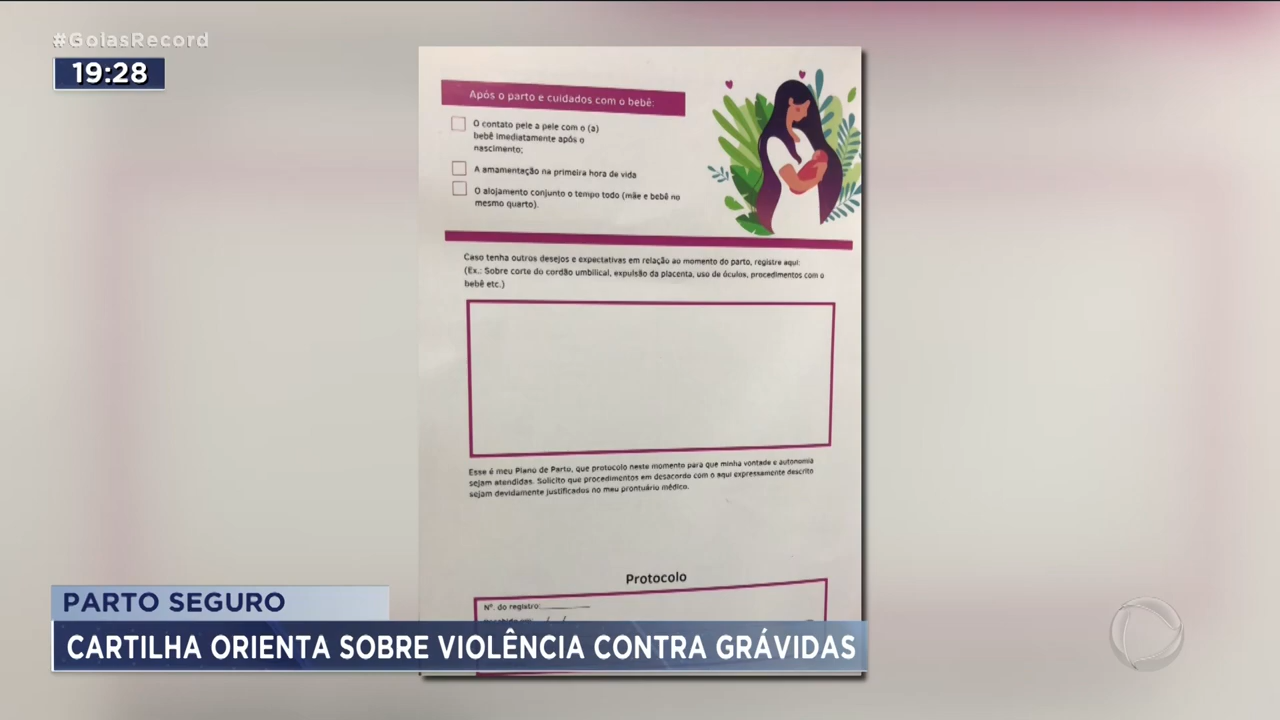 #GoiasRecord
19:28
Após o parto e cuidados com o bebê:
O contato pele a pele com o (a)
bebê imediatamente após o
nascimento;
A amamentação na primeira hora de vida
O alojamento conjunto o tempo todo (mãe e bebê no
mesmo quarto).
Caso tenha outros desejos e expectativas em relação ao momento do parto, registre aqui:
(Ex.: Sobre corte do cordão umbilical, expulsão da placenta, uso de óculos, procedimentos com o
bebê etc.)
Esse é meu Plano de Parto, que protocolo neste momento para que minha vontade e autonomia
sejam atendidas. Solicito que procedimentos em desacordo com o aqui expressamente descrito
sejam devidamente justificados no meu prontuário médico.
Protocolo
Nº. do registro:
PARTO SEGURO
CARTILHA ORIENTA SOBRE VIOLÊNCIA CONTRA GRÁVIDAS